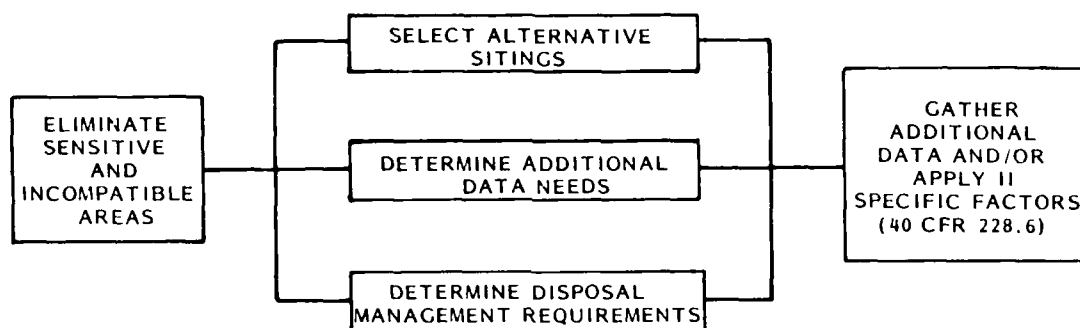 SELECT ALTERNATIVE
SITINGS
ELIMINATE
SENSITIVE
AND
INCOMPATIBLE
AREAS
DETERMINE ADDITIONAL
DATA NEEDS
DETERMINE DISPOSAL
MANAGEMENT REQUIREMENTS
GATHER
ADDITIONAL
DATA AND/OR
APPLY 11
SPECIFIC FACTORS
(40 CFR 228.6)